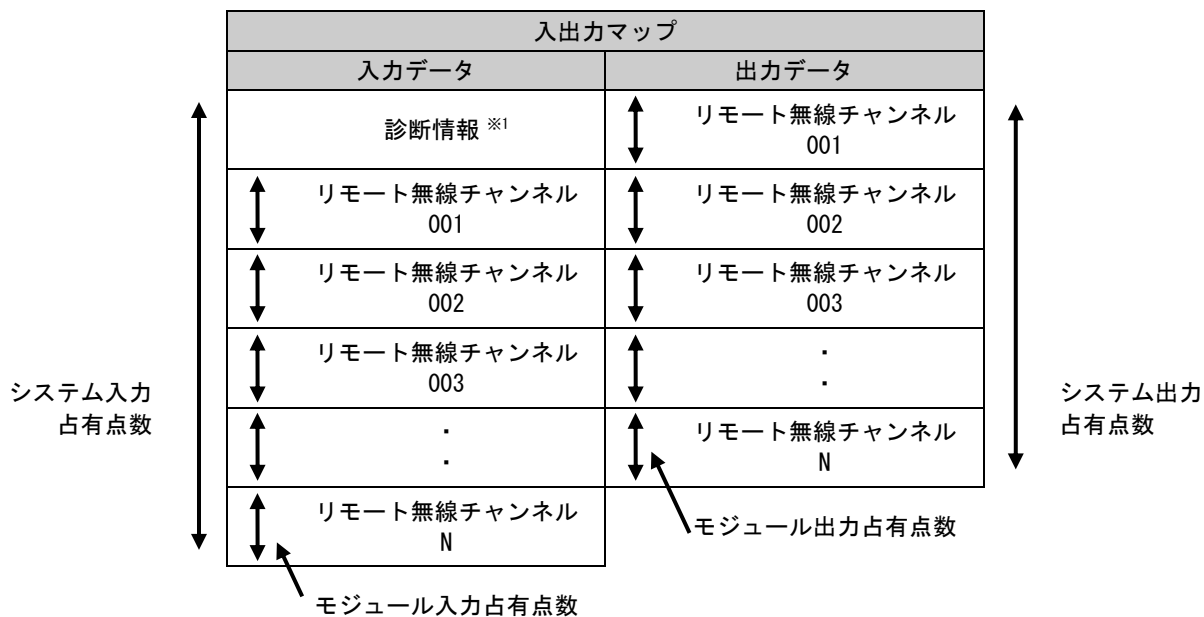 入出力マップ
入力データ
出力データ
診断情報 ※1
リモート無線チャンネル
001
リモート無線チャンネル
001
リモート無線チャンネル
002
リモート無線チャンネル
002
リモート無線チャンネル
003
リモート無線チャンネル
003
・
・
システム入力
占有点数
システム出力
占有点数
・
・
リモート無線チャンネル
N
リモート無線チャンネル
N
モジュール出力占有点数
モジュール入力占有点数